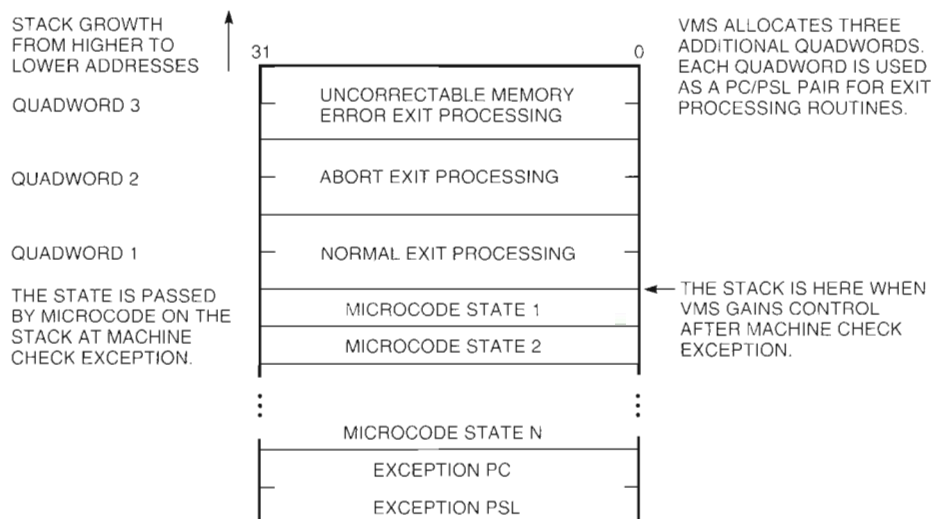 STACK GROWTH
FROM HIGHER TO
LOWER ADDRESSES
31
0
VMS ALLOCATES THREE
ADDITIONAL QUADWORDS.
EACH QUADWORD IS USED
AS A PC/PSL PAIR FOR EXIT
PROCESSING ROUTINES.
QUADWORD 3
UNCORRECTABLE MEMORY
ERROR EXIT PROCESSING
QUADWORD 2
ABORT EXIT PROCESSING
QUADWORD 1
NORMAL EXIT PROCESSING
THE STATE IS PASSED
BY MICROCODE ON THE
STACK AT MACHINE
CHECK EXCEPTION.
MICROCODE STATE 1
MICROCODE STATE 2
THE STACK IS HERE WHEN
VMS GAINS CONTROL
AFTER MACHINE CHECK
EXCEPTION.
MICROCODE STATE N
EXCEPTION PC
EXCEPTION PSL